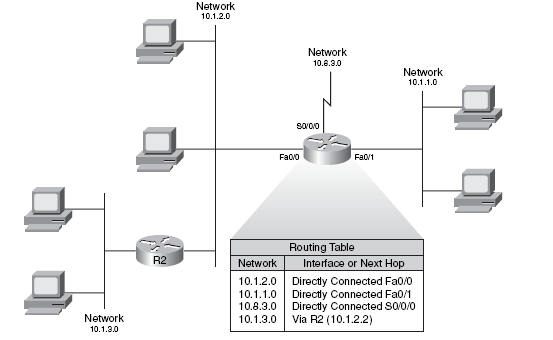 Network
10.1.2.0
Network
10.8.3.0
Network
10.1.1.0
S0/0/0
Fa0/0
Fa0/1
R2
Network
10.1.3.0
Routing Table
Network Interface or Next Hop
10.1.2.0 Directly Connected Fa0/0
10.1.1.0 Directly Connected Fa0/1
10.8.3.0 Directly Connected S0/0/0
10.1.3.0 Via R2 (10.1.2.2)